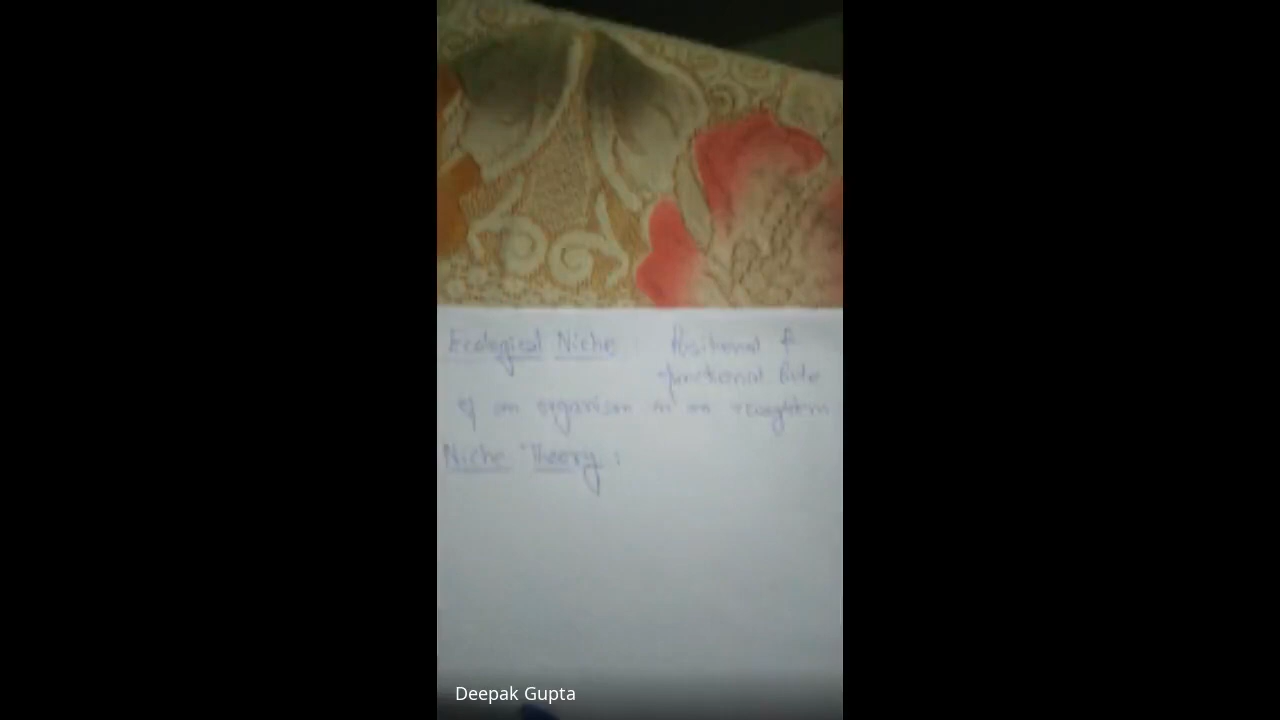 Ecological Niche : Positional &
functional Role
of an organism in an ecosystem
Niche Theory :
Deepak Gupta